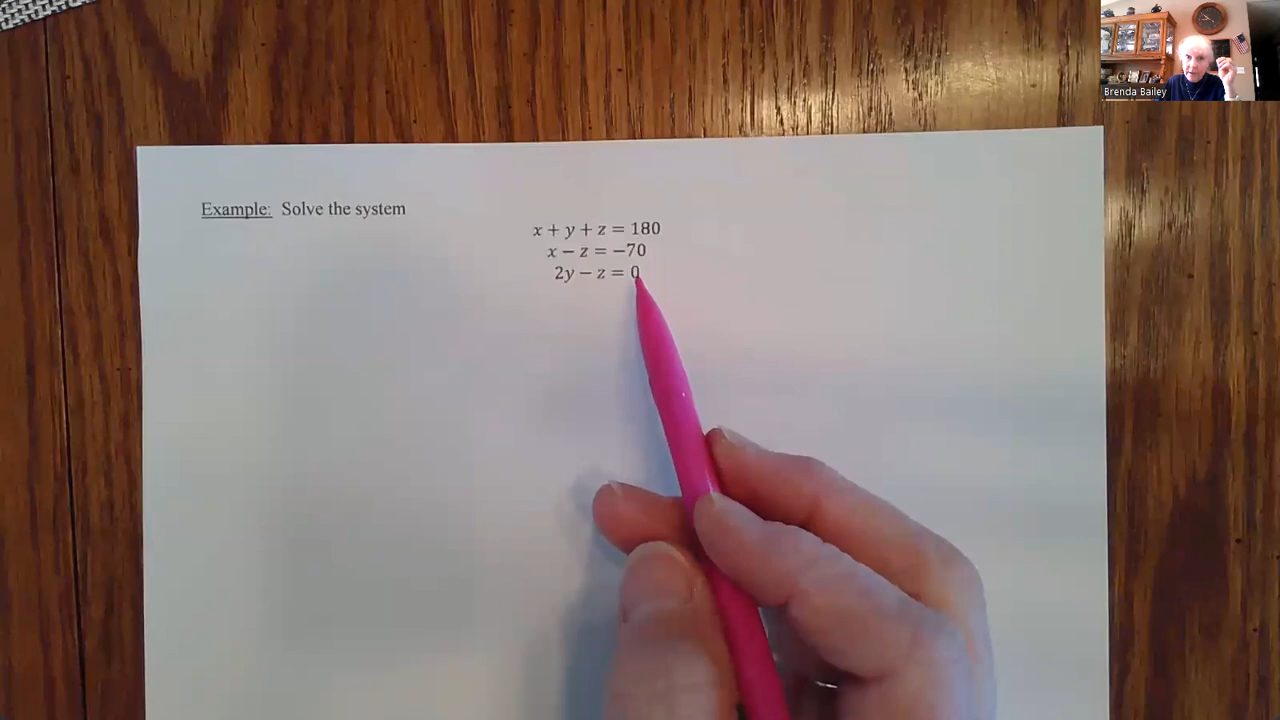 Brenda Bailey
Example: Solve the system
x + y + z = 180
x − z = −70
2y − z = 0